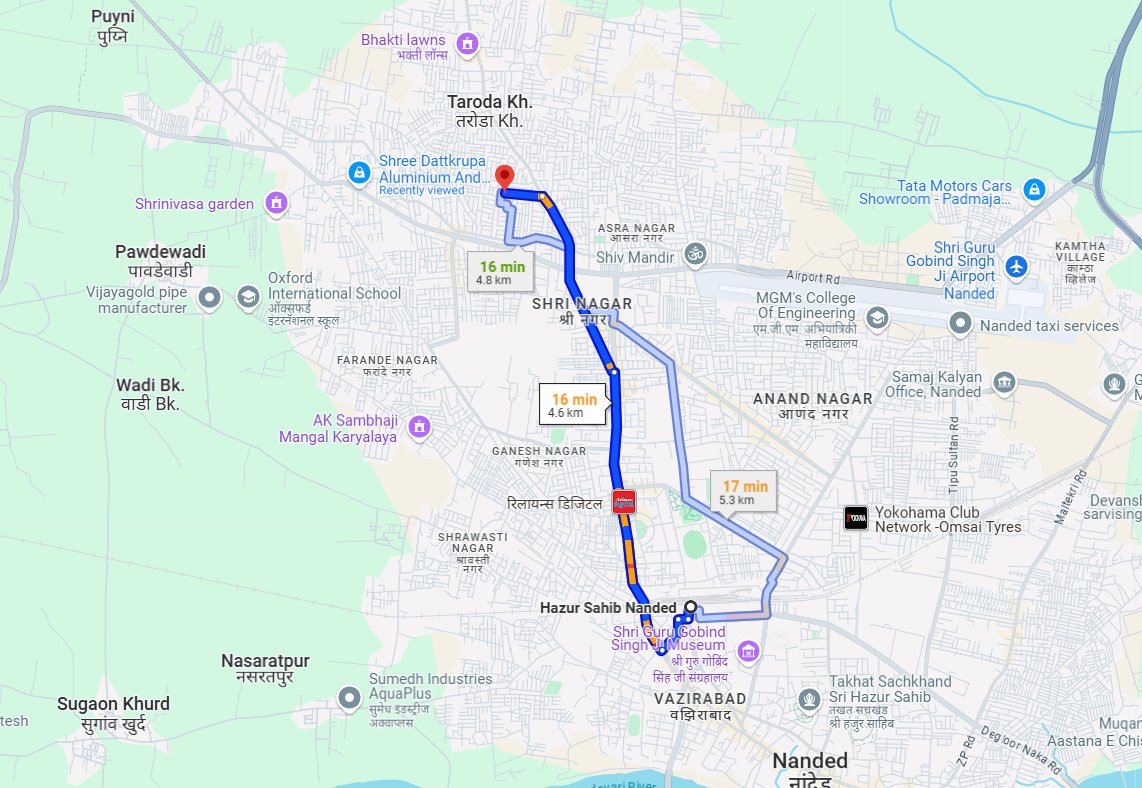 Puyni
पुय्नि
Bhakti lawns
भक्ती लॉन्स
Taroda Kh.
तरोडा Kh.
Shree Dattkrupa
Aluminium And...
Recently viewed
Shrinivasa garden
Tata Motors Cars
Showroom - Padmaja...
ASRA NAGAR
आसरा नगर
Shiv Mandir
Shri Guru
Gobind Singh
Ji Airport
Nanded
KAMTHA
VILLAGE
काम्ठा
व्हिलेज
Pawdewadi
पावडेवाडी
16 min
4.8 km
Airport Rd
Oxford
International School
ऑक्सफर्ड
इंटरनॅशनल स्कूल
Vijayagold pipe
manufacturer
SHRI NAGAR
श्री नगर
MGM's College
Of Engineering
एम.जी.एम. अभियात्रिकी
महाविद्यालय
Nanded taxi services
FARANDE NAGAR
फरांदे नगर
Wadi Bk.
वाडी Bk.
Samaj Kalyan
Office, Nanded
16 min
4.6 km
ANAND NAGAR
आणंद नगर
AK Sambhaji
Mangal Karyalaya
Tipu Sultan Rd
GANESH NAGAR
गणेश नगर
Maltekri Rd
17 min
5.3 km
रिलायन्स डिजिटल
Yokohama Club
Network -Omsai Tyres
Devansh
sarvising
SHRAWASTI
NAGAR
श्रावस्ती
नगर
Hazur Sahib Nanded
Shri Guru Gobind
Singh Ji Museum
श्री गुरु गोबिंद
सिंह जी संग्रहालय
Nasaratpur
नसरतपुर
Sumedh Industries
AquaPlus
सुमेध इंडस्ट्रीज
अक्वाप्लस
VAZIRABAD
वझिराबाद
Takhat Sachkhand
Sri Hazur Sahib
तखत सचखंड
श्री हजुर साहिब
Sugaon Khurd
सुगांव खुर्द
tesh
ZP Rd
Degloor Naka Rd
Aastana E Chis
Nanded
नांदेड